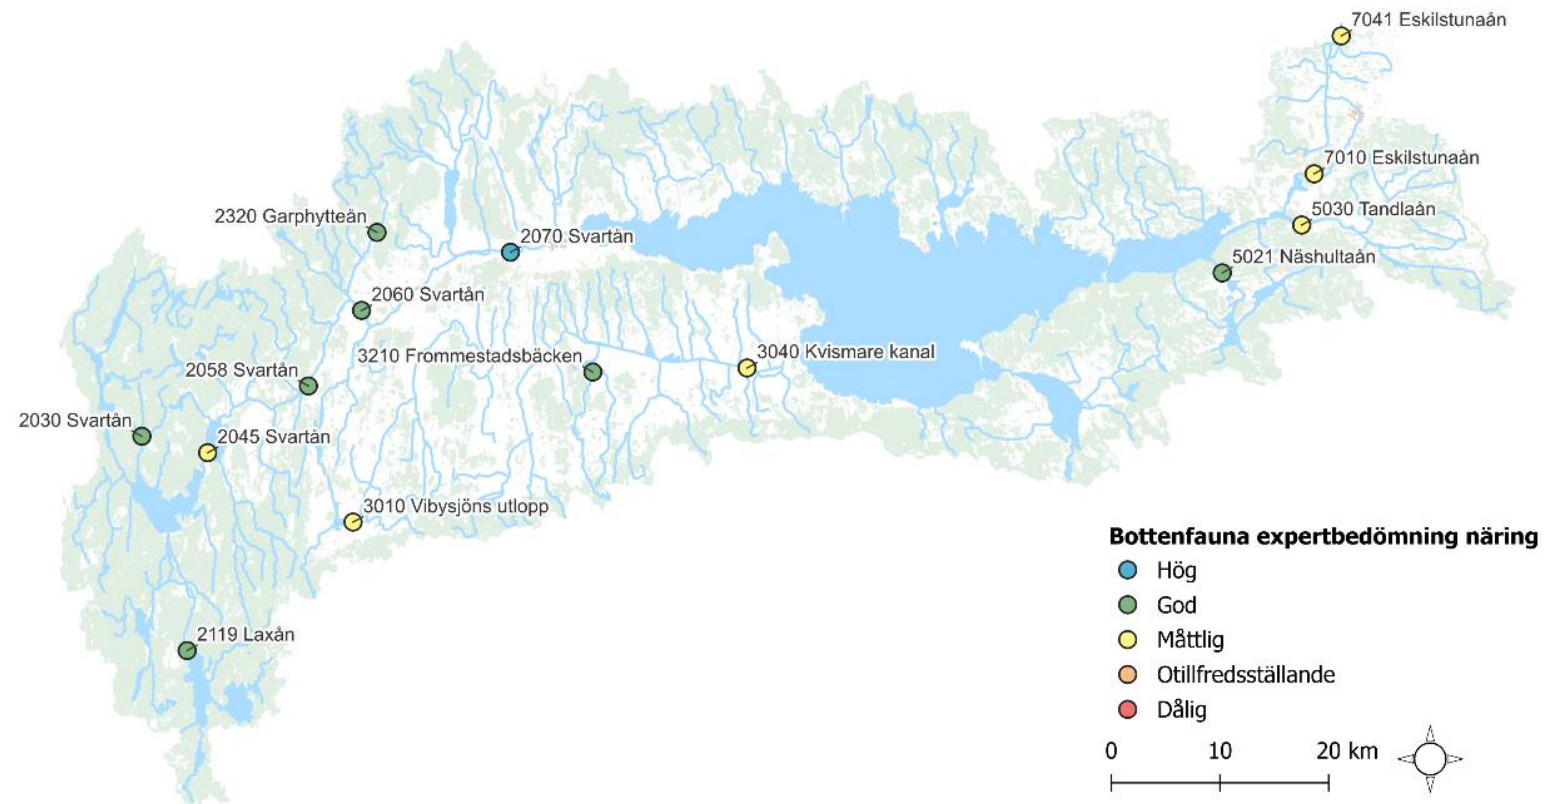 7041 Eskilstunaån
7010 Eskilstunaån
5030 Tandlaån
2320 Garphytteån
2070 Svartån
5021 Näshultaån
2060 Svartån
3210 Frommestadsbäcken
3040 Kvismare kanal
2058 Svartån
2030 Svartån
2045 Svartån
3010 Vibysjöns utlopp
2119 Laxån
Bottenfauna expertbedömning näring
Hög
God
Måttlig
Otillfredsställande
Dålig
0 10 20 km